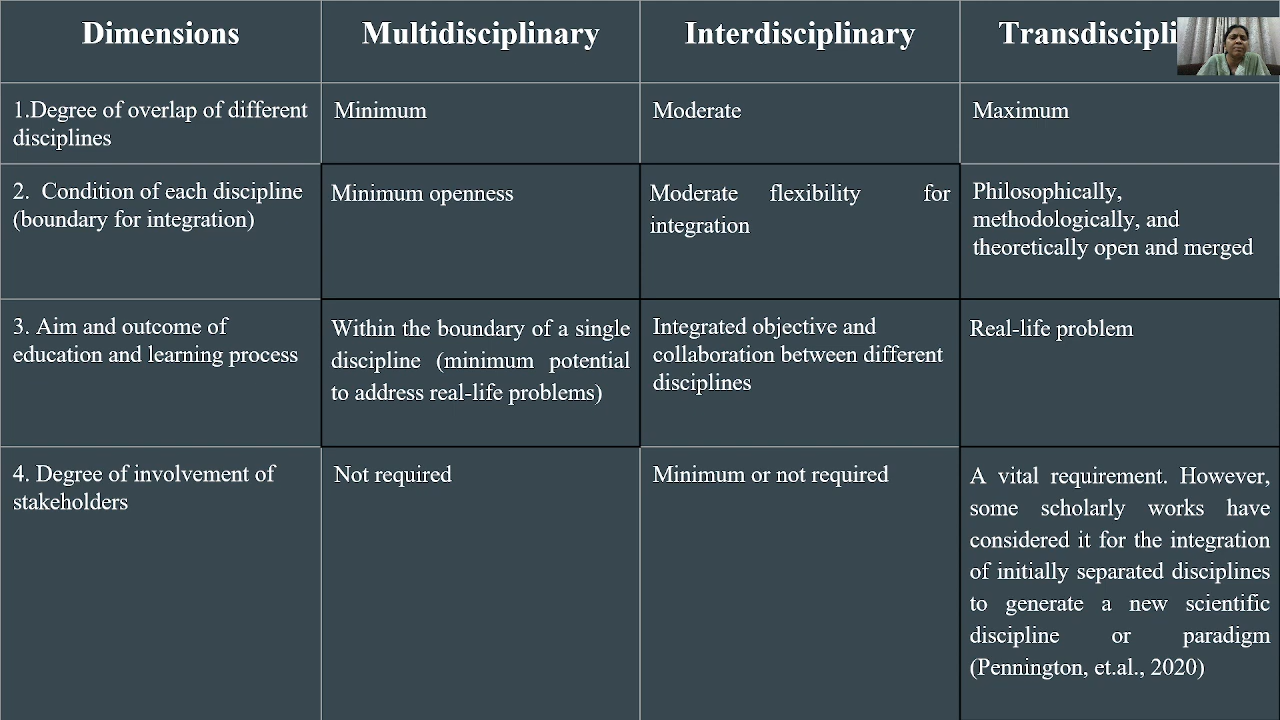 Dimensions
Multidisciplinary
Interdisciplinary
1.Degree of overlap of different
disciplines
Minimum
Moderate
Maximum
2. Condition of each discipline
(boundary for integration)
Minimum openness
Moderate flexibility for
integration
Philosophically,
methodologically, and
theoretically open and merged
3. Aim and outcome of
education and learning process
Within the boundary of a single
discipline (minimum potential
to address real-life problems)
Integrated objective and
collaboration between different
disciplines
Real-life problem
4. Degree of involvement of
stakeholders
Not required
Minimum or not required
A vital requirement. However,
some scholarly works have
considered it for the integration
of initially separated disciplines
to generate a new scientific
discipline or paradigm
(Pennington, et.al., 2020)